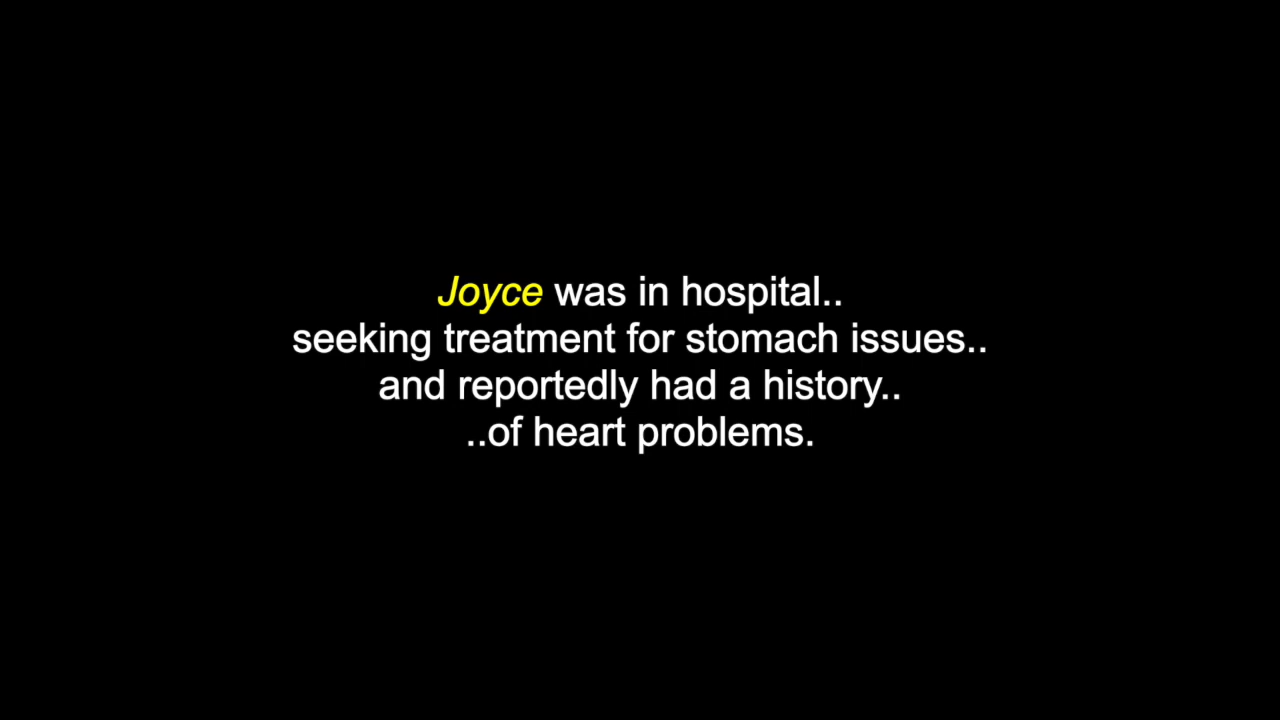 Joyce was in hospital..
seeking treatment for stomach issues..
and reportedly had a history..
..of heart problems.